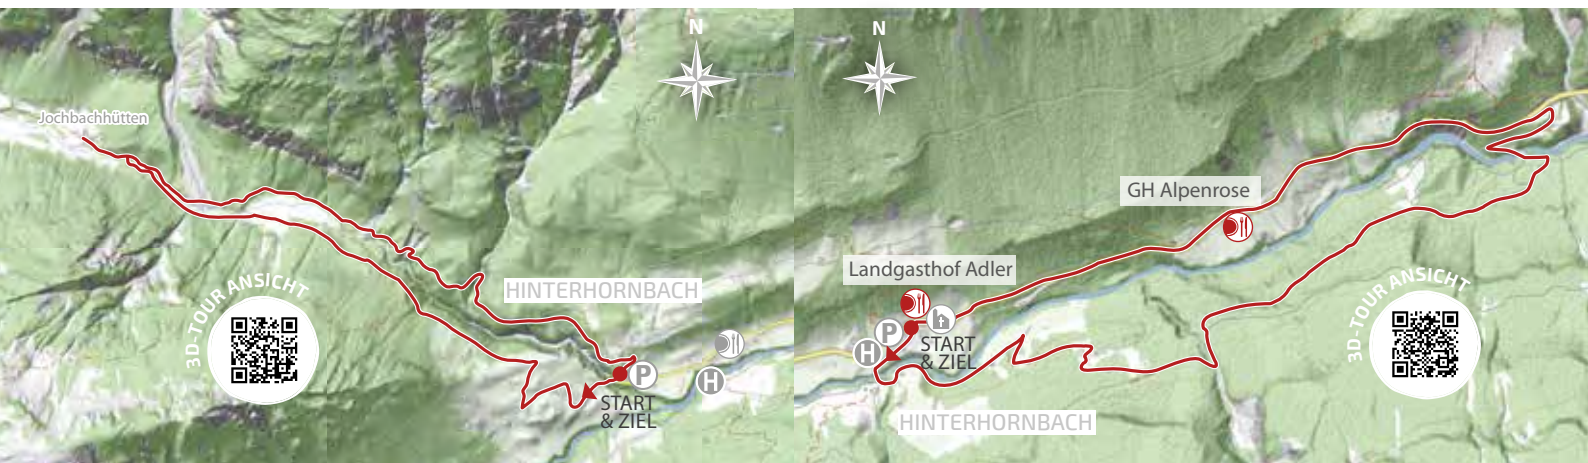 N
Jochbachhütten
HINTERHORNBACH
3D-TOUR ANSICHT
P
H
START
& ZIEL
N
GH Alpenrose
Landgasthof Adler
P
H
START
& ZIEL
3D-TOUR ANSICHT
HINTERHORNBACH